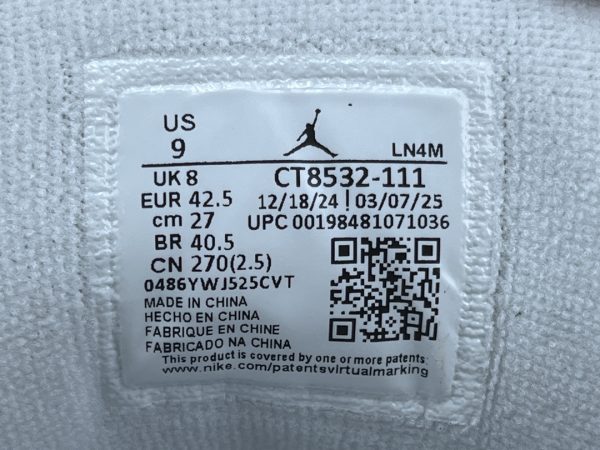 US
9
LN4M
UK 8
CT8532-111
EUR 42.5
12/18/24 | 03/07/25
cm 27
UPC 00198481071036
BR 40.5
CN 270(2.5)
0486YWJ525CVT
MADE IN CHINA
HECHO EN CHINA
FABRIQUE EN CHINE
FABRICADO NA CHINA
This product is covered by one or more patents:
www.nike.com/patentsvirtualmarking